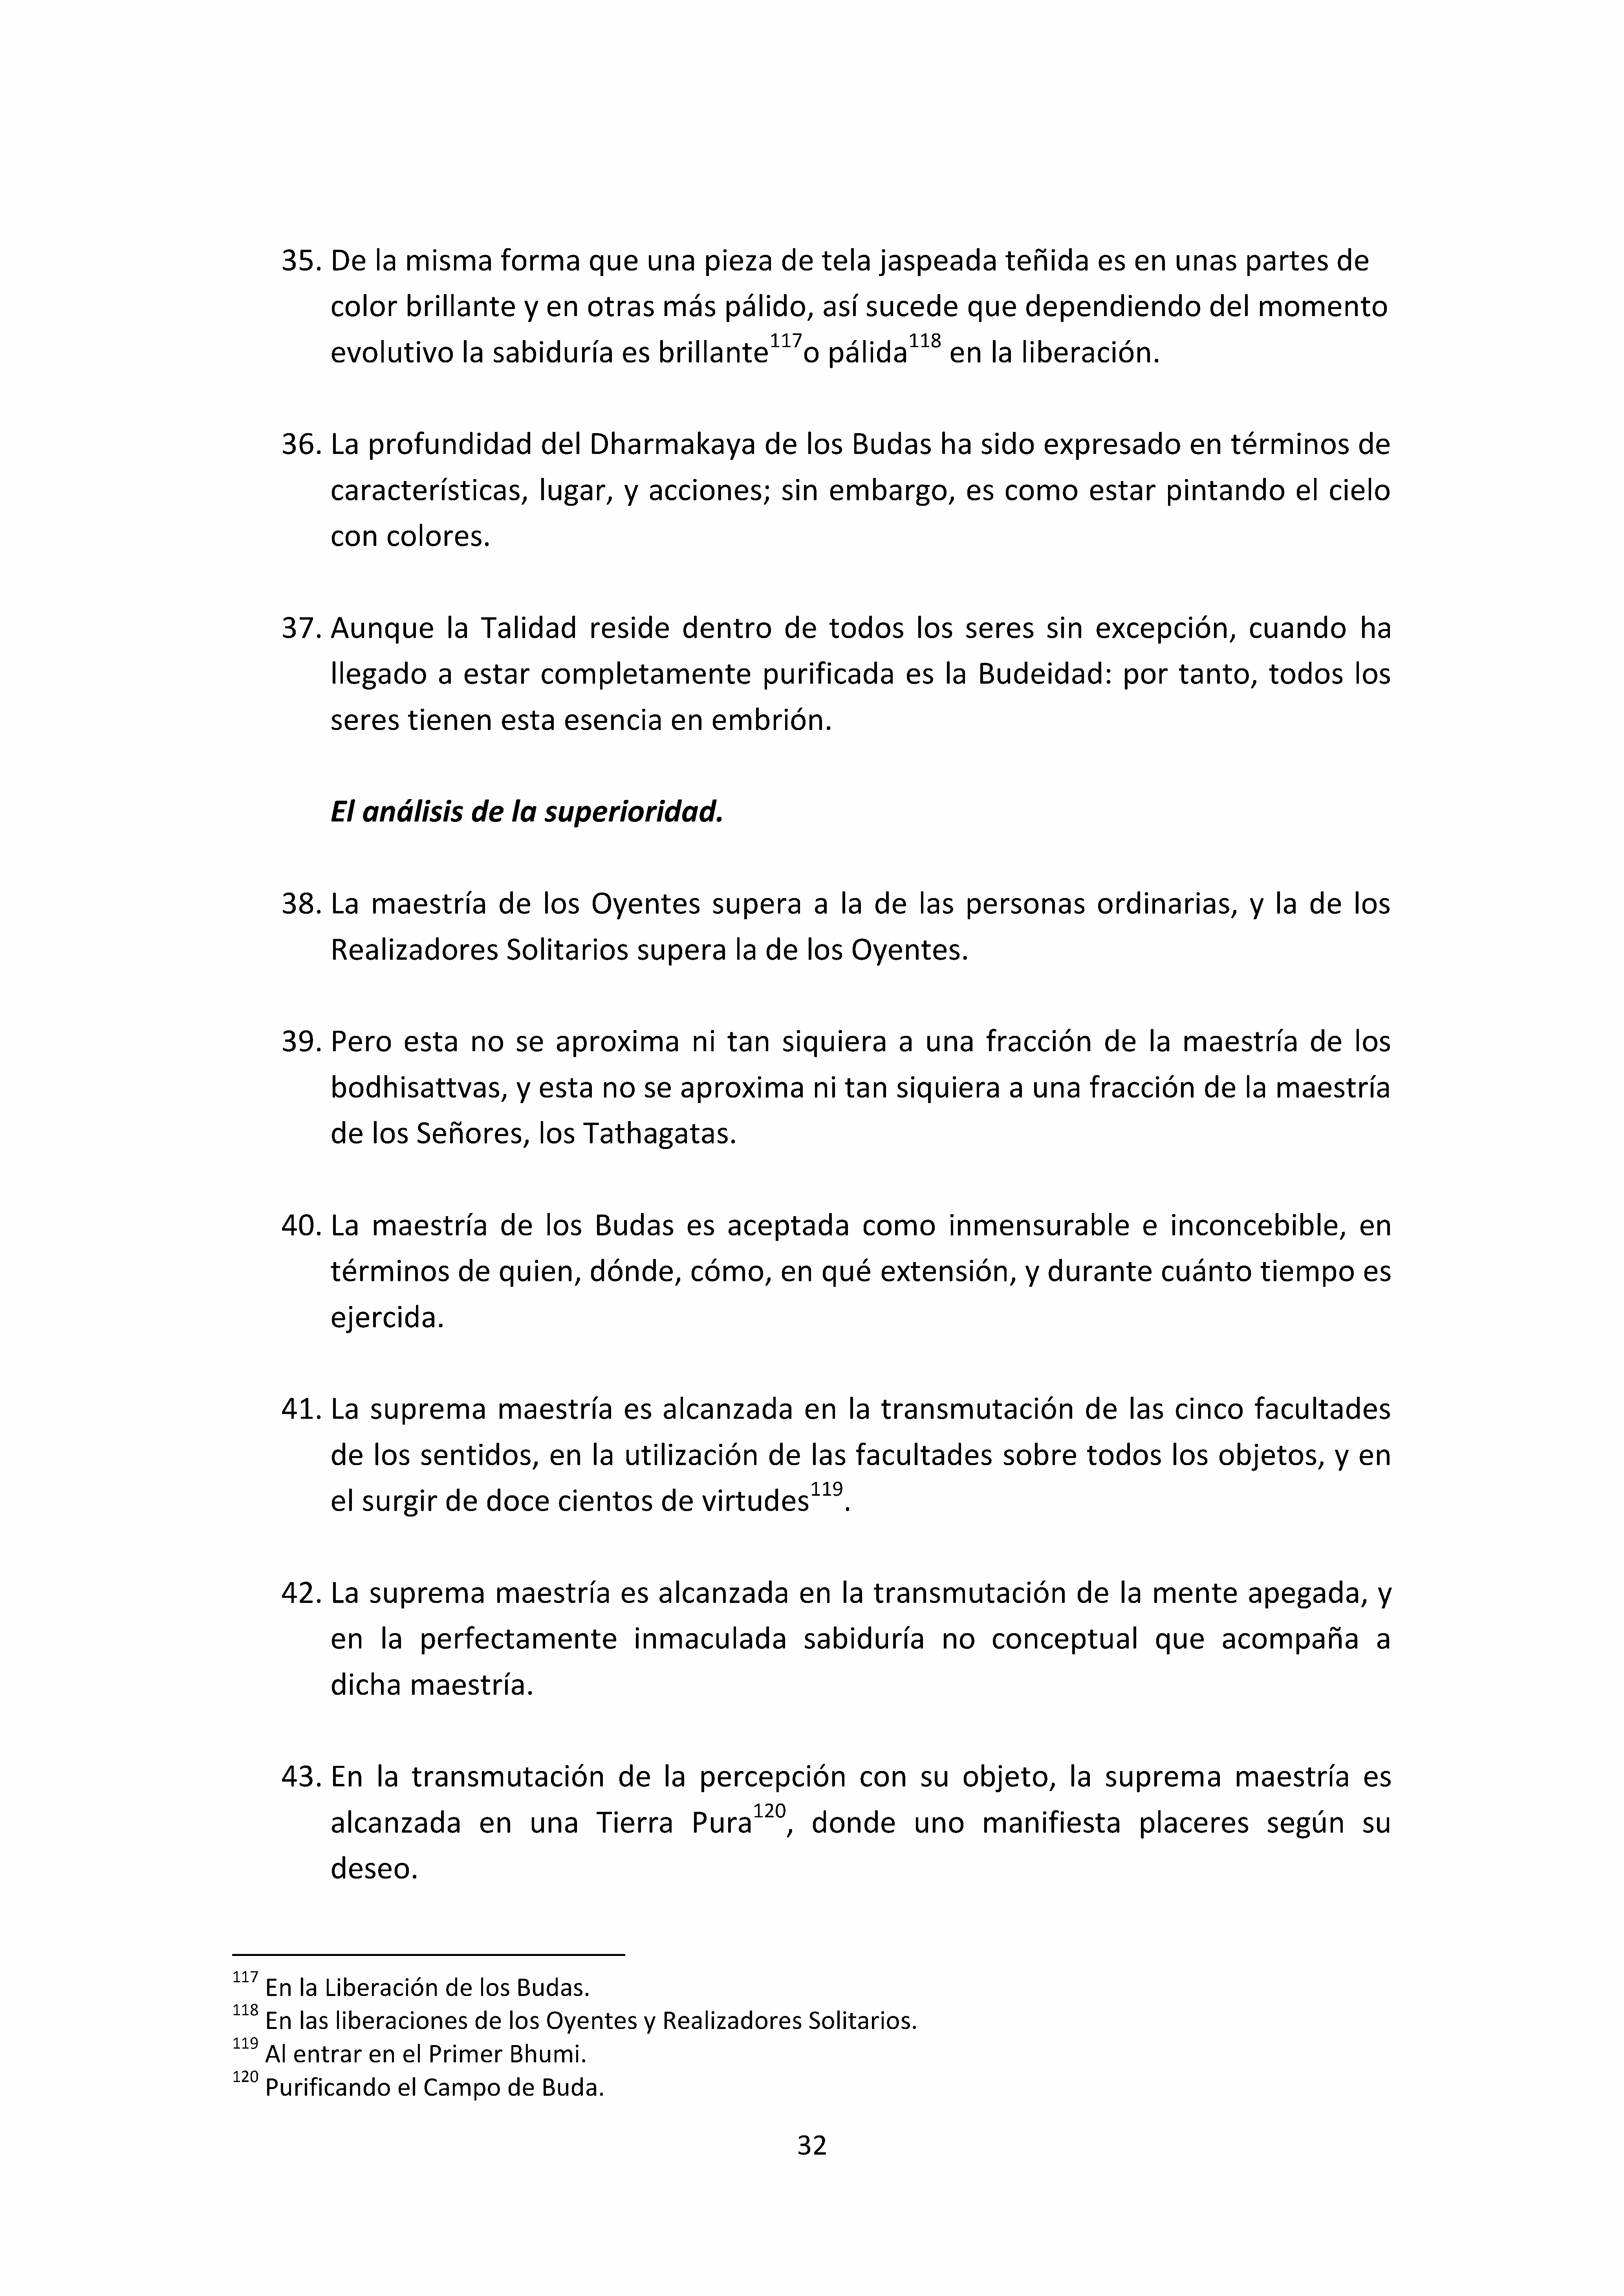 35. De la misma forma que una pieza de tela jaspeada teñida es en unas partes de
color brillante y en otras más pálido, así sucede que dependiendo del momento
evolutivo la sabiduría es brillante117o pálida118 en la liberación.
36. La profundidad del Dharmakaya de los Budas ha sido expresado en términos de
características, lugar, y acciones; sin embargo, es como estar pintando el cielo
con colores.
37. Aunque la Talidad reside dentro de todos los seres sin excepción, cuando ha
llegado a estar completamente purificada es la Budeidad: por tanto, todos los
seres tienen esta esencia en embrión.
El análisis de la superioridad.
38. La maestría de los Oyentes supera a la de las personas ordinarias, y la de los
Realizadores Solitarios supera la de los Oyentes.
39. Pero esta no se aproxima ni tan siquiera a una fracción de la maestría de los
bodhisattvas, y esta no se aproxima ni tan siquiera a una fracción de la maestría
de los Señores, los Tathagatas.
40. La maestría de los Budas es aceptada como inmensurable e inconcebible, en
términos de quien, dónde, cómo, en qué extensión, y durante cuánto tiempo es
ejercida.
41. La suprema maestría es alcanzada en la transmutación de las cinco facultades
de los sentidos, en la utilización de las facultades sobre todos los objetos, y en
el surgir de doce cientos de virtudes119.
42. La suprema maestría es alcanzada en la transmutación de la mente apegada, y
en la perfectamente inmaculada sabiduría no conceptual que acompaña a
dicha maestría.
43. En la transmutación de la percepción con su objeto, la suprema maestría es
alcanzada en una Tierra Pura120, donde uno manifiesta placeres según su
deseo.
117 En la Liberación de los Budas.
118 En las liberaciones de los Oyentes y Realizadores Solitarios.
119 Al entrar en el Primer Bhumi.
120 Purificando el Campo de Buda.
32